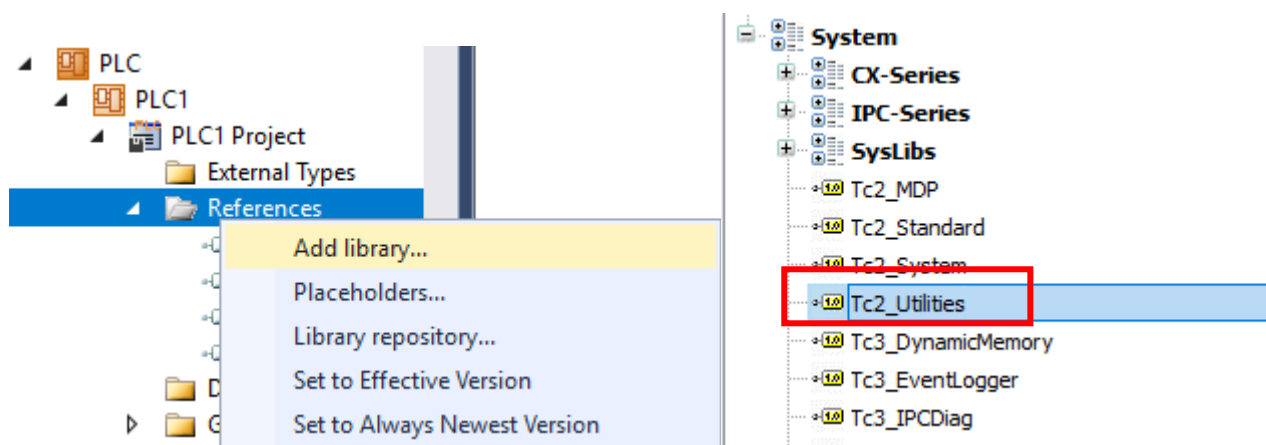 PLC
PLC1
PLC1 Project
External Types
References
Add library...
Placeholders...
Library repository...
Set to Effective Version
Set to Always Newest Version
System
CX-Series
IPC-Series
SysLibs
Tc2_MDP
Tc2_Standard
Tc2_System
Tc2_Utilities
Tc3_DynamicMemory
Tc3_EventLogger
Tc3_IPCDiag